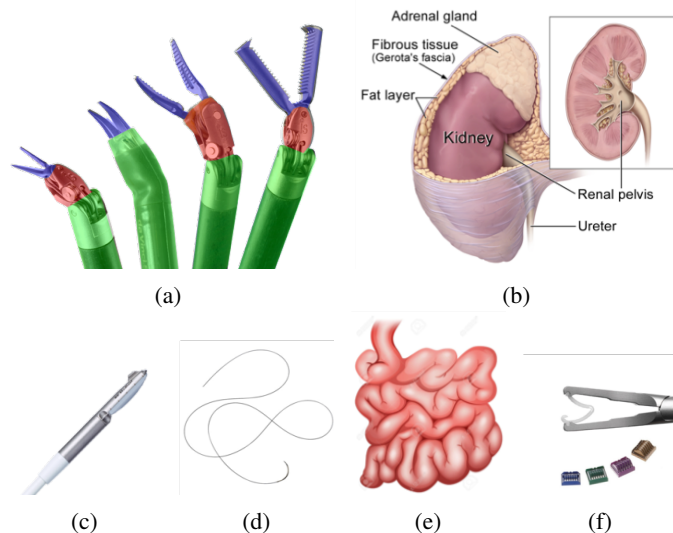 Adrenal gland
Fibrous tissue
(Gerota's fascia)
Fat layer
Kidney
Renal pelvis
Ureter
(a)
(b)
(c)
(d)
(e)
(f)